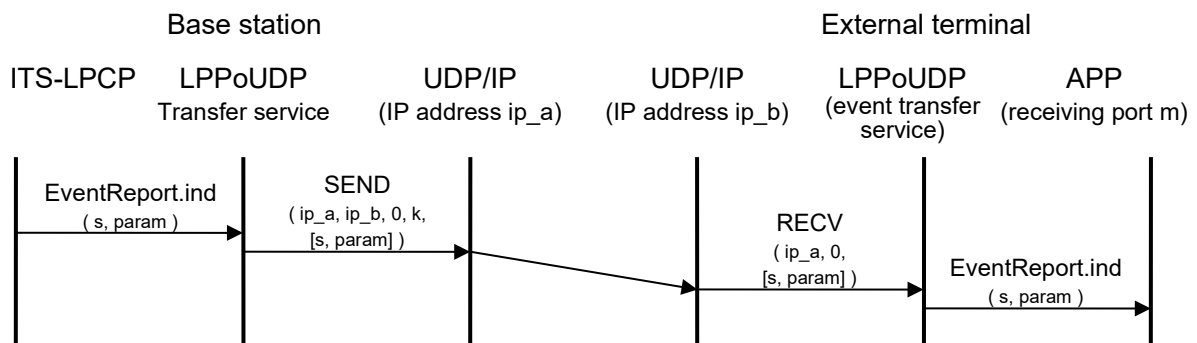 Base station
External terminal
ITS-LPCP
LPPoUDP
Transfer service
UDP/IP
(IP address ip_a)
UDP/IP
(IP address ip_b)
LPPoUDP
(event transfer
service)
APP
(receiving port m)
EventReport.ind
( s, param )
SEND
( ip_a, ip_b, 0, k,
[s, param] )
RECV
( ip_a, 0,
[s, param] )
EventReport.ind
( s, param )